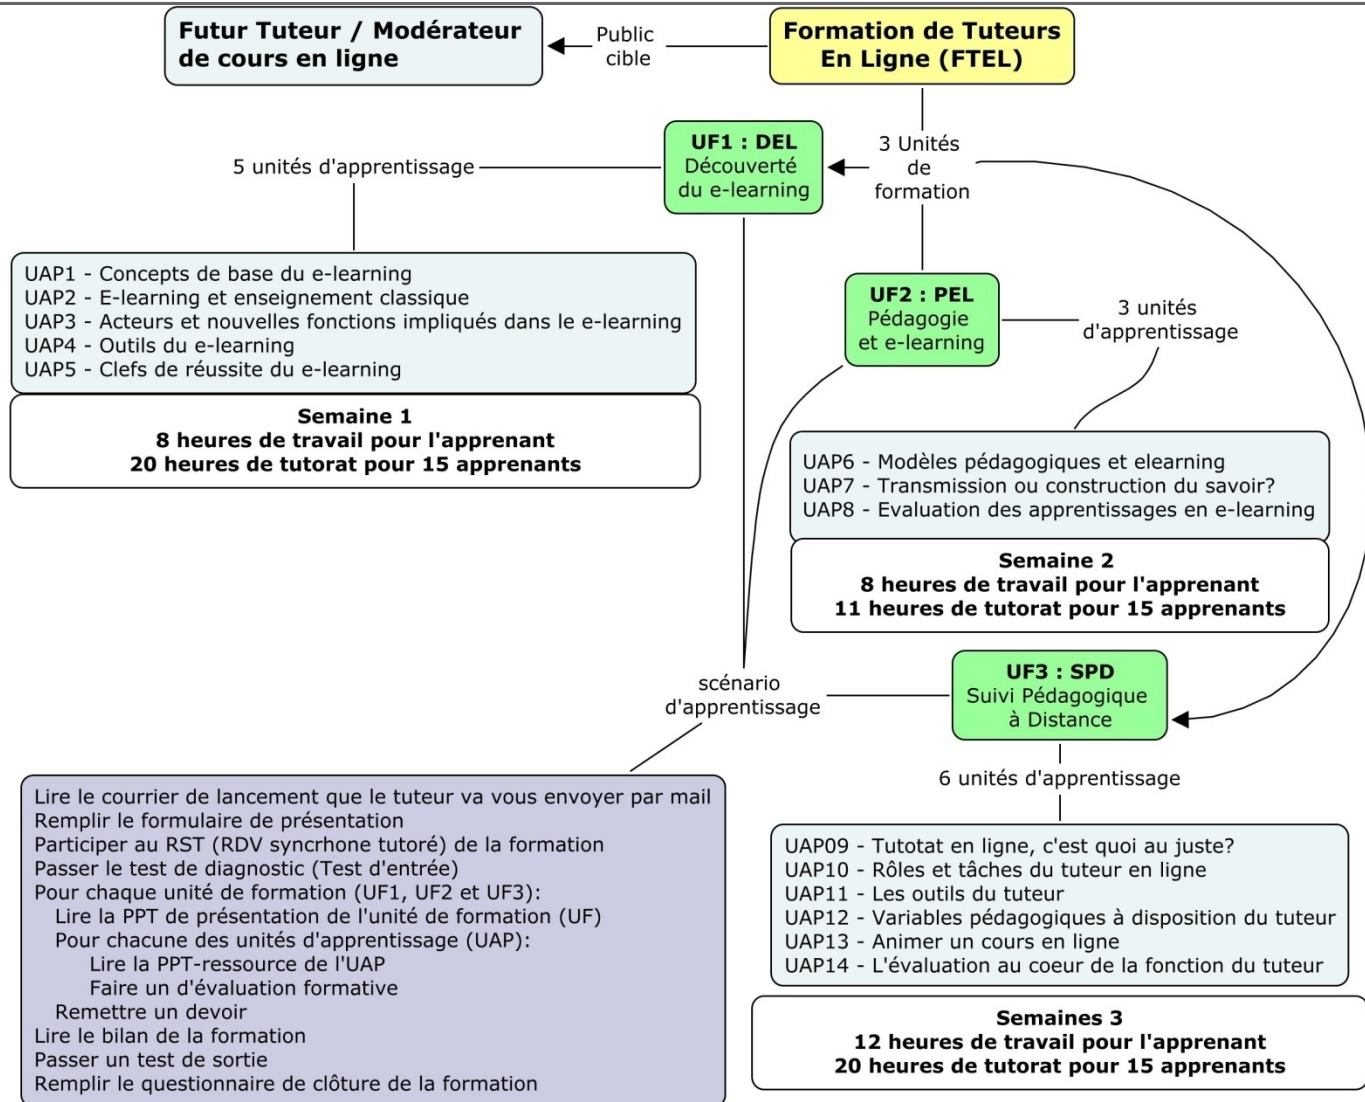 Futur Tuteur / Modérateur
de cours en ligne
Public
cible
Formation de Tuteurs
En Ligne (FTEL)
UF1 : DEL
Découverté
du e-learning
3 Unités
de
formation
5 unités d'apprentissage
UAP1 - Concepts de base du e-learning
UAP2 - E-learning et enseignement classique
UAP3 - Acteurs et nouvelles fonctions impliqués dans le e-learning
UAP4 - Outils du e-learning
UAP5 - Clefs de réussite du e-learning
Semaine 1
8 heures de travail pour l'apprenant
20 heures de tutorat pour 15 apprenants
UF2 : PEL
Pédagogie
et e-learning
3 unités
d'apprentissage
UAP6 - Modèles pédagogiques et elearning
UAP7 - Transmission ou construction du savoir?
UAP8 - Evaluation des apprentissages en e-learning
Semaine 2
8 heures de travail pour l'apprenant
11 heures de tutorat pour 15 apprenants
UF3 : SPD
Suivi Pédagogique
à Distance
scénario
d'apprentissage
6 unités d'apprentissage
Lire le courrier de lancement que le tuteur va vous envoyer par mail
Remplir le formulaire de présentation
Participer au RST (RDV syncrhone tutoré) de la formation
Passer le test de diagnostic (Test d'entrée)
Pour chaque unité de formation (UF1, UF2 et UF3):
Lire la PPT de présentation de l'unité de formation (UF)
Pour chacune des unités d'apprentissage (UAP):
Lire la PPT-ressource de l'UAP
Faire un d'évaluation formative
Remettre un devoir
Lire le bilan de la formation
Passer un test de sortie
Remplir le questionnaire de clôture de la formation
UAP09 - Tutotat en ligne, c'est quoi au juste?
UAP10 - Rôles et tâches du tuteur en ligne
UAP11 - Les outils du tuteur
UAP12 - Variables pédagogiques à disposition du tuteur
UAP13 - Animer un cours en ligne
UAP14 - L'évaluation au coeur de la fonction du tuteur
Semaines 3
12 heures de travail pour l'apprenant
20 heures de tutorat pour 15 apprenants